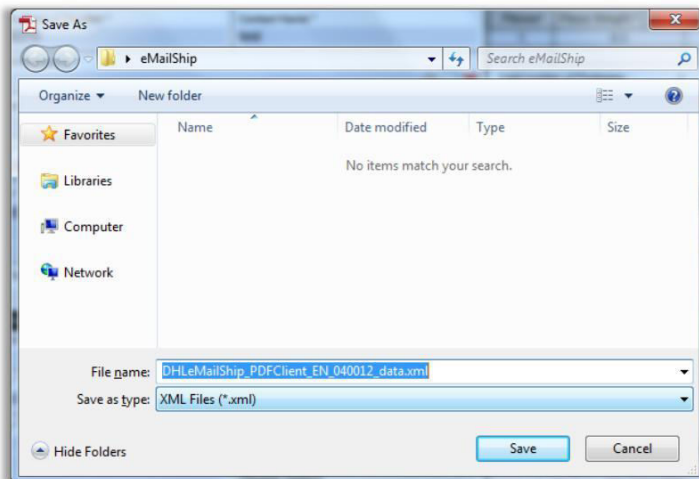 Save As
eMailShip
Search eMailShip
Organize
New folder
Favorites
Name
Date modified
Type
Size
No items match your search.
Libraries
Computer
Network
File name: DHLeMailShip_PDFClient_EN_040012_data.xml
Save as type: XML Files (*.xml)
Hide Folders
Save
Cancel